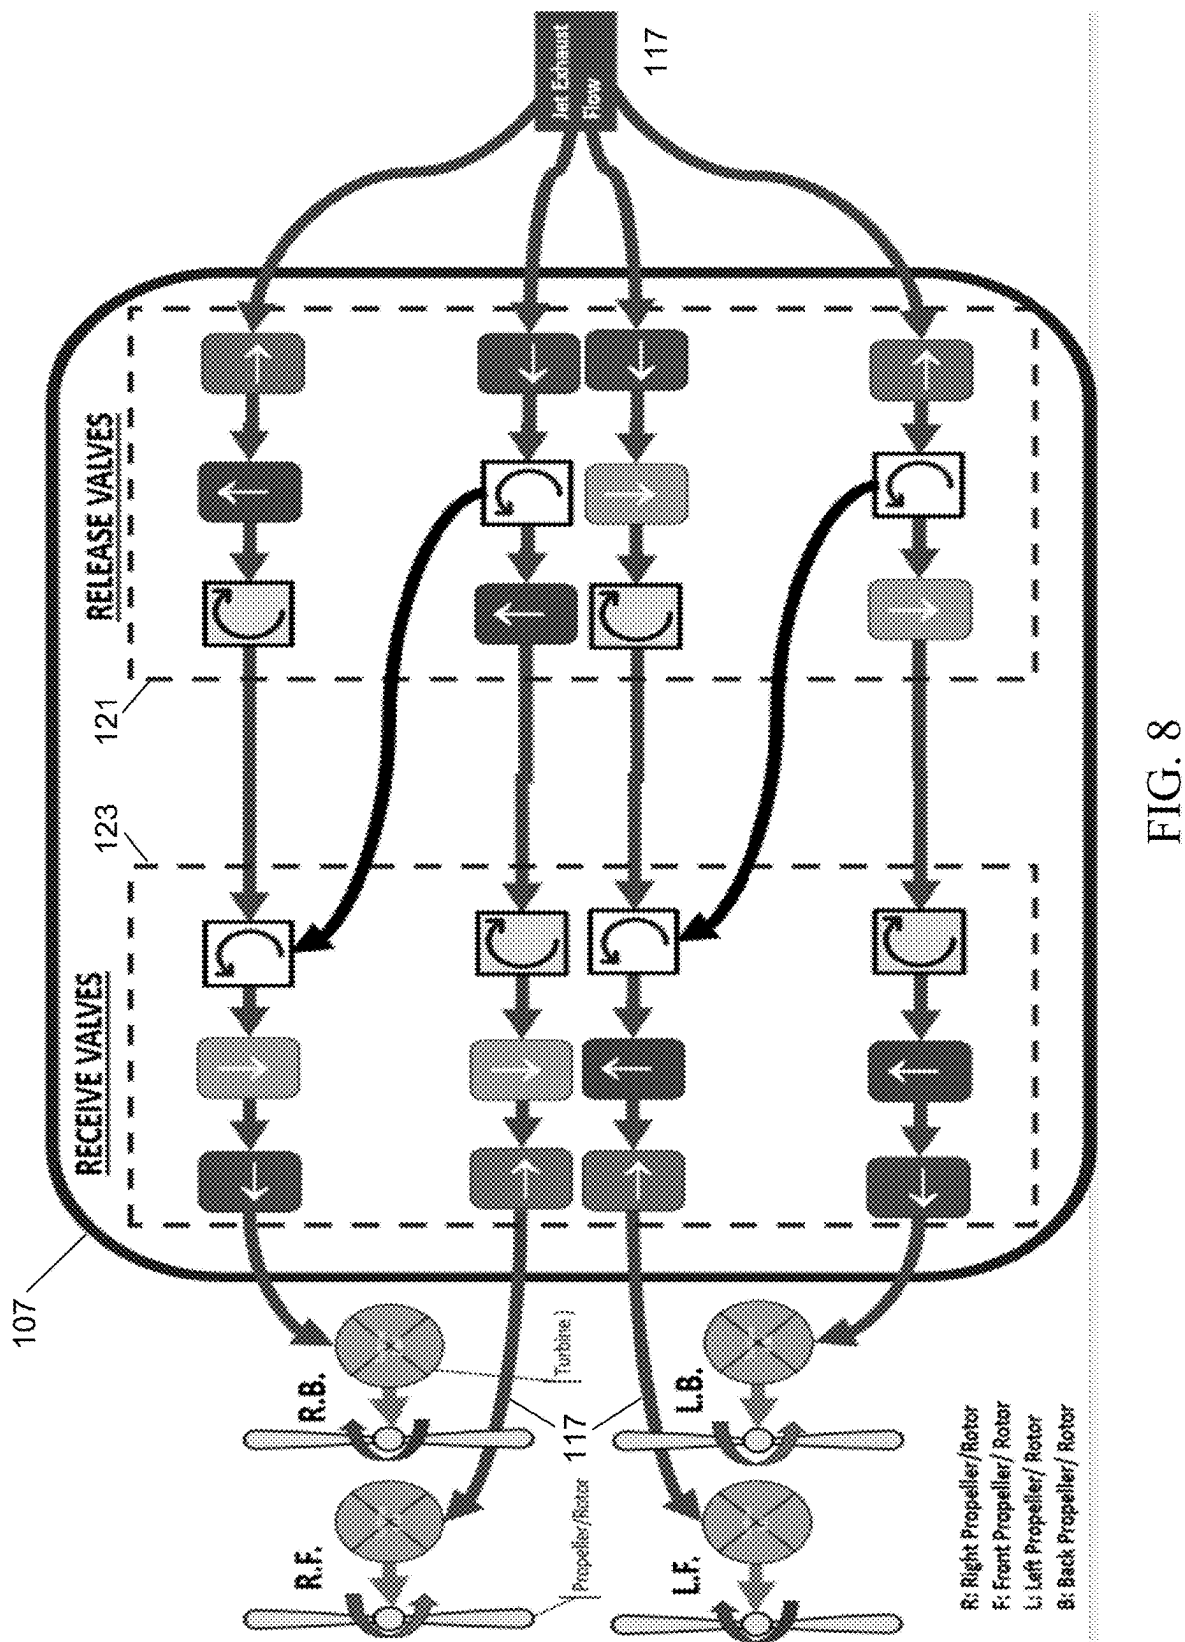 107
RECEIVE VALVES
123
121
RELEASE VALVES
Jet Exhaust
Flow
117
R.B.
R.F.
[Turbine]
[Propeller/Rotor]
117
L.B.
L.F.
R: Right Propeller/Rotor
F: Front Propeller/ Rotor
L: Left Propeller/ Rotor
B: Back Propeller/ Rotor
FIG. 8